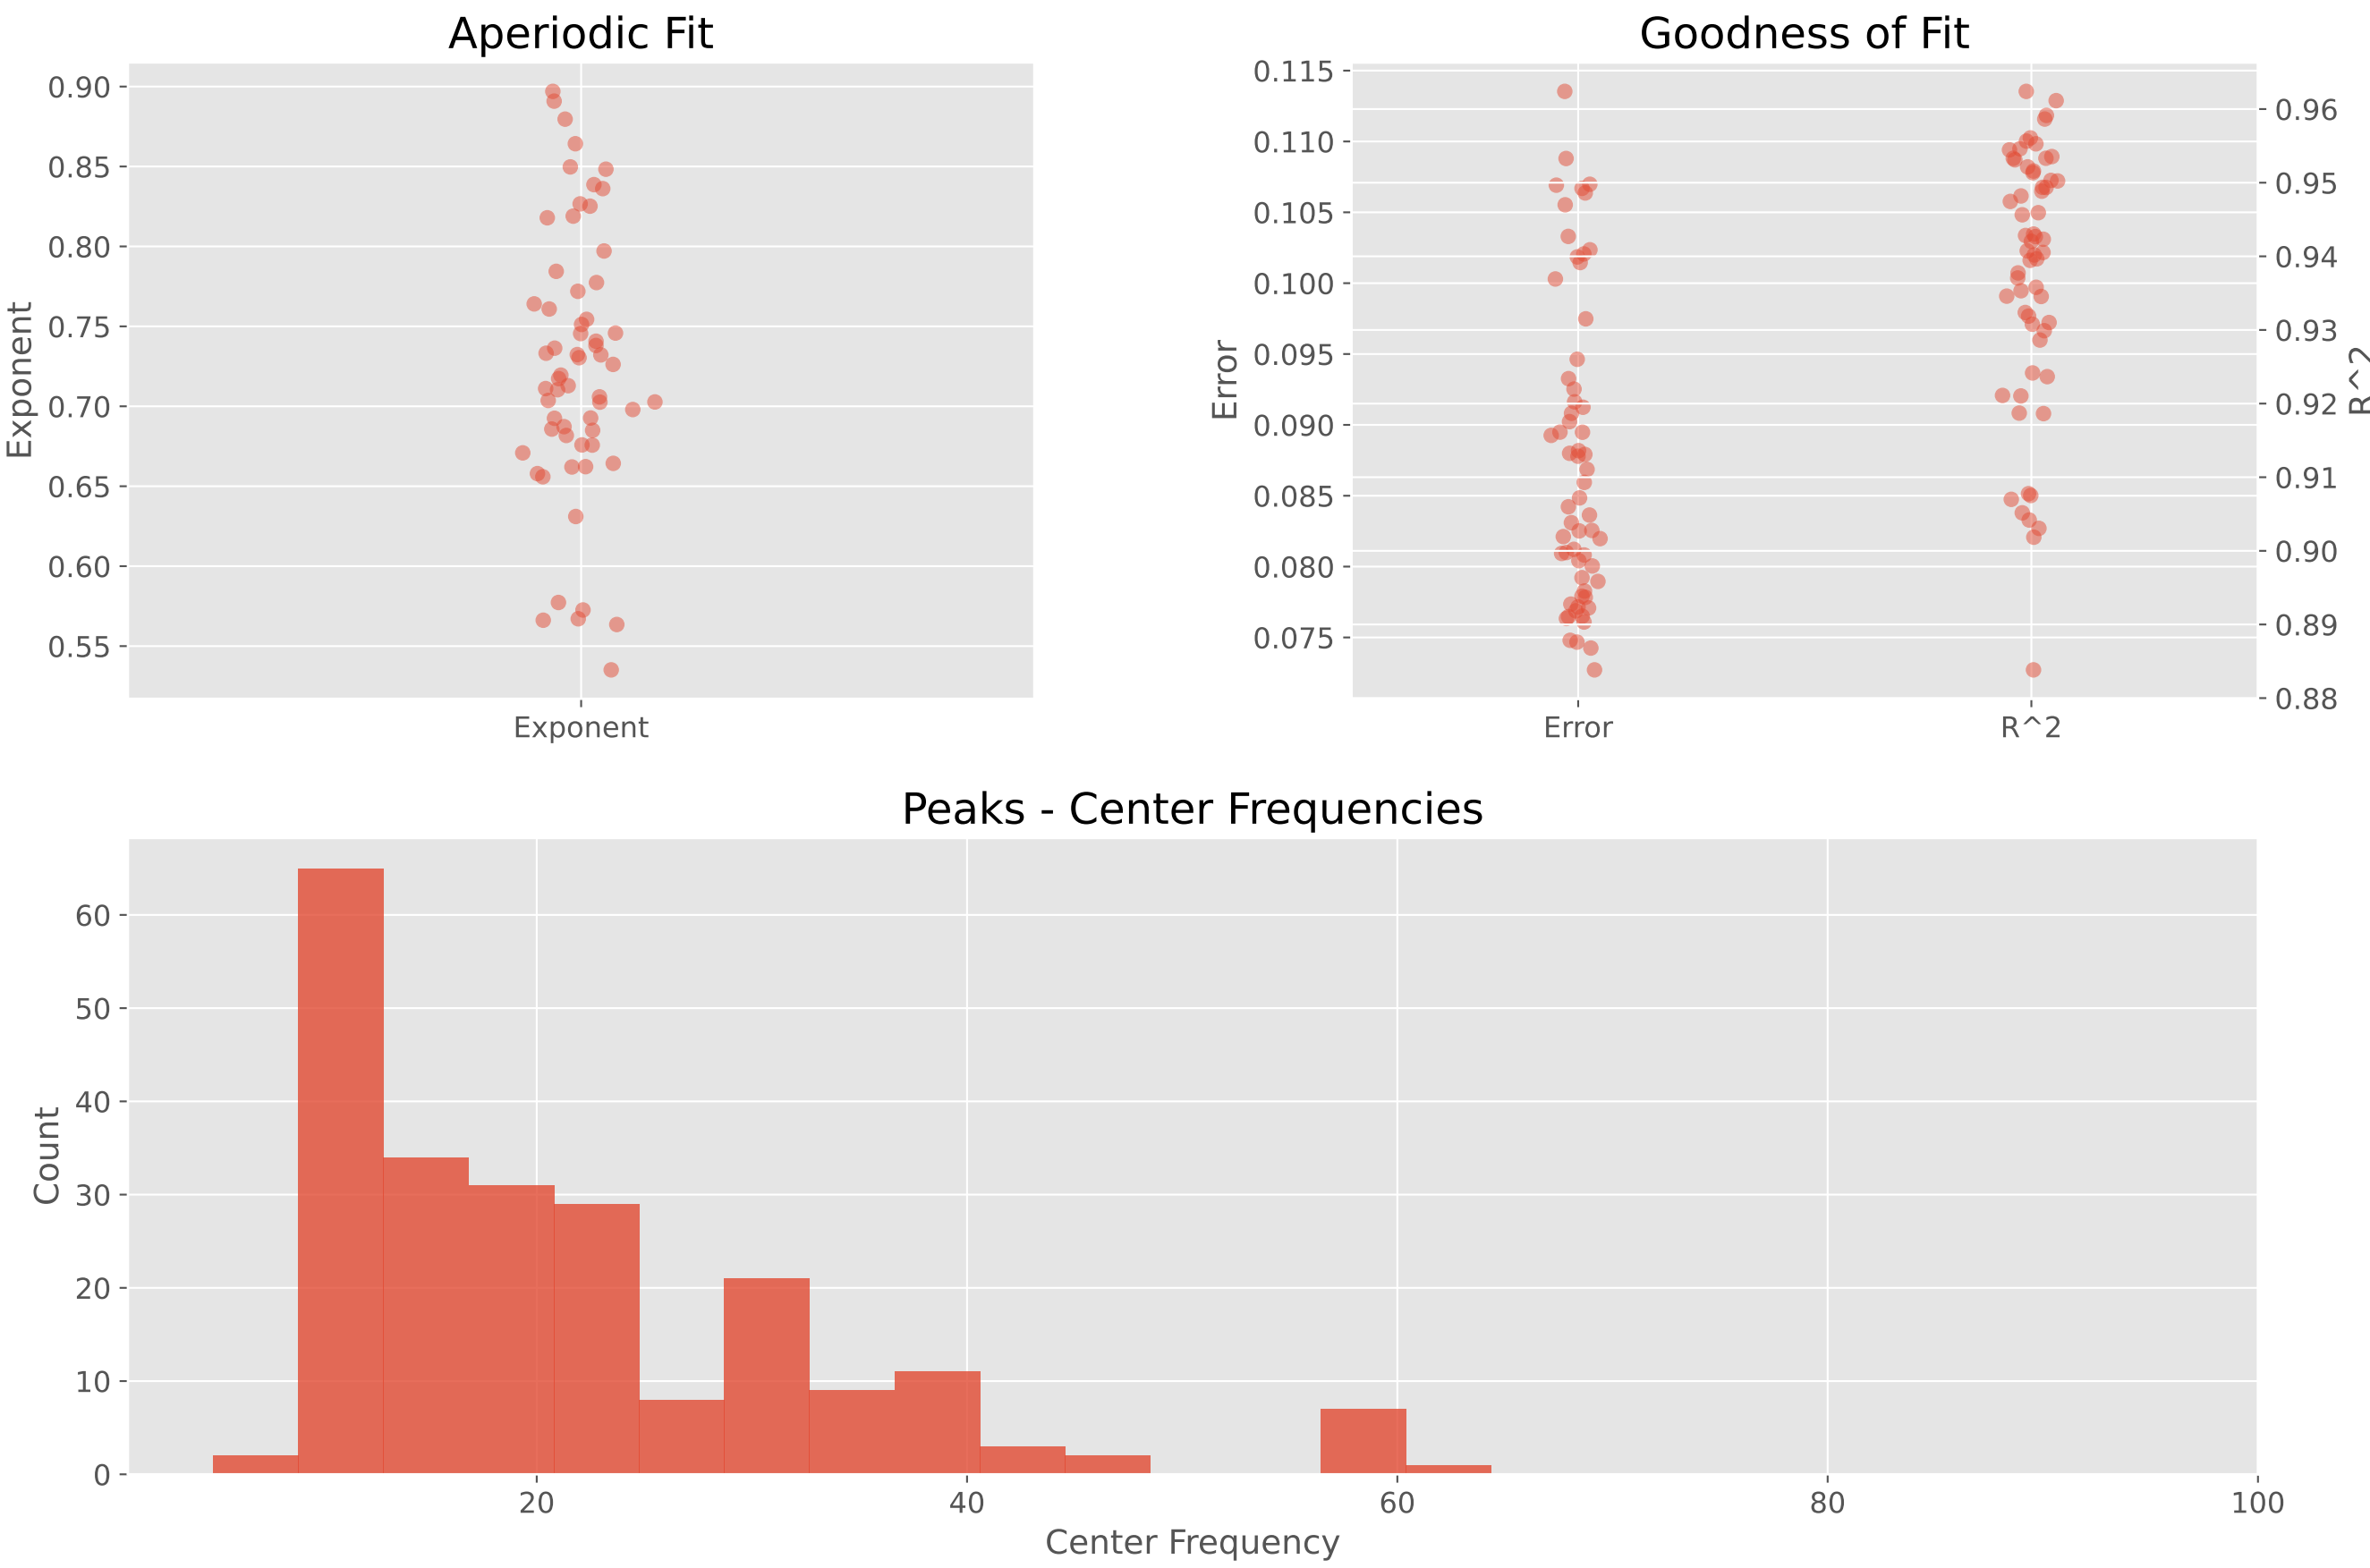 Aperiodic Fit
Exponent
0.90
0.85
0.80
0.75
0.70
0.65
0.60
0.55
Exponent
Goodness of Fit
Error
0.115
0.110
0.105
0.100
0.095
0.090
0.085
0.080
0.075
Error
R^2
0.96
0.95
0.94
0.93
0.92
0.91
0.90
0.89
0.88
R^2
Peaks - Center Frequencies
Count
60
50
40
30
20
10
0
20 40 60 80 100
Center Frequency